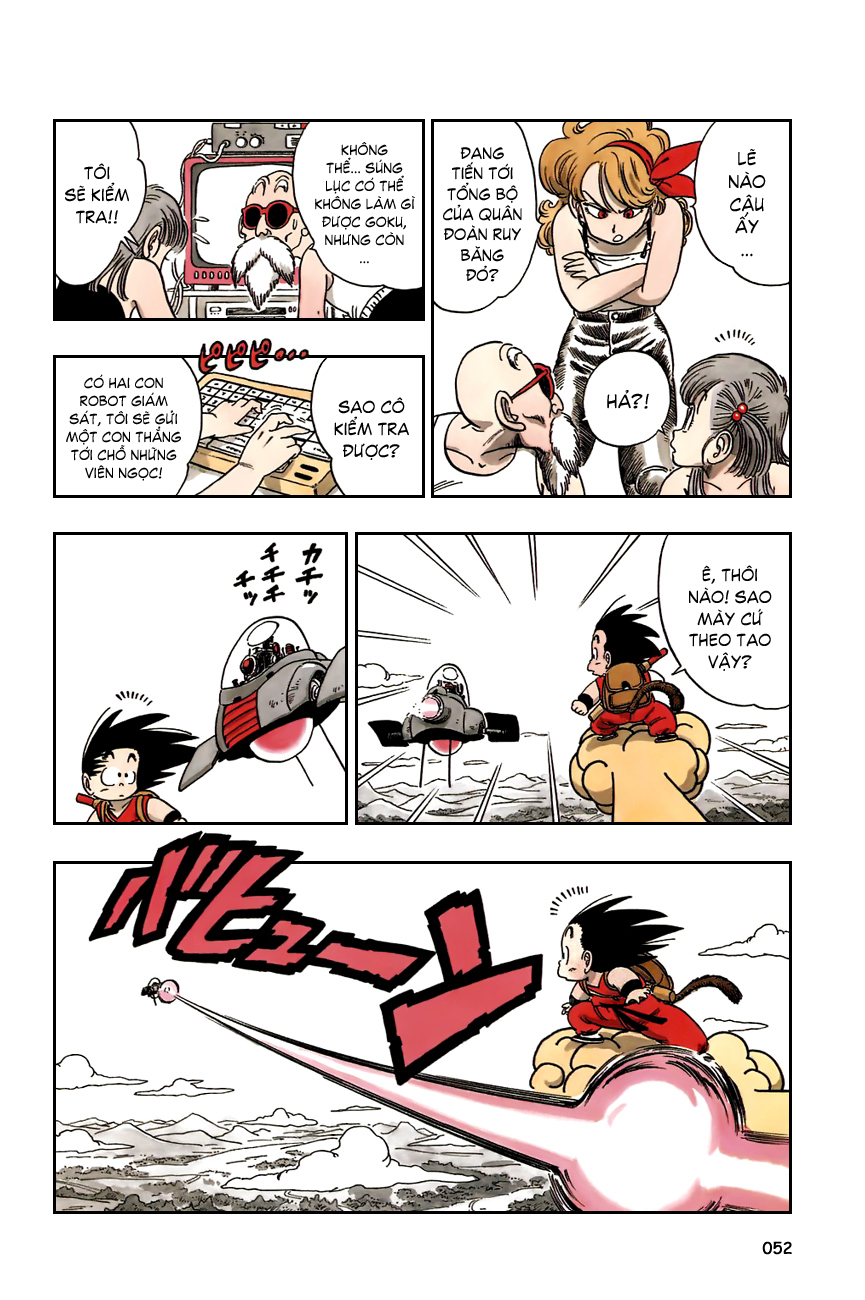 LẼ
NÀO
CẬU
ẤY
...
ĐANG
TIẾN TỚI
TỔNG BỘ
CỦA QUÂN
ĐOÀN RUY
BĂNG
ĐỎ?
HẢ?!
KHÔNG
THỂ... SÚNG
LỤC CÓ THỂ
KHÔNG LÀM GÌ
ĐƯỢC GOKU,
NHƯNG CÒN
...
TÔI
SẼ KIỂM
TRA!!
ピピピ...
SAO CÔ
KIỂM TRA
ĐƯỢC?
CÓ HAI CON
ROBOT GIÁM
SÁT, TÔI SẼ GỬI
MỘT CON THẲNG
TỚI CHỖ NHỮNG
VIÊN NGỌC!
Ê, THÔI
NÀO! SAO
MÀY CỨ
THEO TAO
VẬY?
カチッ
チチチ
チッ
バヒューン
052